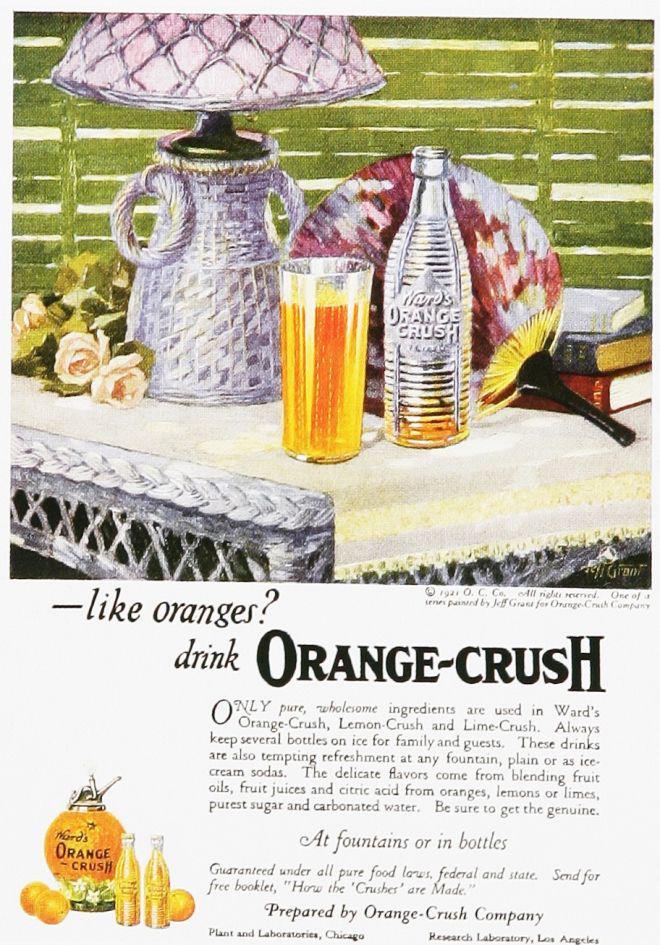 Ward's
ORANGE
CRUSH
Jeff Grant
© 1921 O. C. Co. All rights reserved. One of a
series painted by Jeff Grant for Orange-Crush Company
—like oranges?
drink ORANGE-CRUSH
ONLY pure, wholesome ingredients are used in Ward's
Orange-Crush, Lemon-Crush and Lime-Crush. Always
keep several bottles on ice for family and guests. These drinks
are also tempting refreshment at any fountain, plain or as ice-
cream sodas. The delicate flavors come from blending fruit
oils, fruit juices and citric acid from oranges, lemons or limes,
purest sugar and carbonated water. Be sure to get the genuine.
At fountains or in bottles
Guaranteed under all pure food laws, federal and state. Send for
free booklet, "How the 'Crushes' are Made."
Prepared by Orange-Crush Company
Plant and Laboratories, Chicago Research Laboratory, Los Angeles
Ward's
ORANGE
-CRUSH